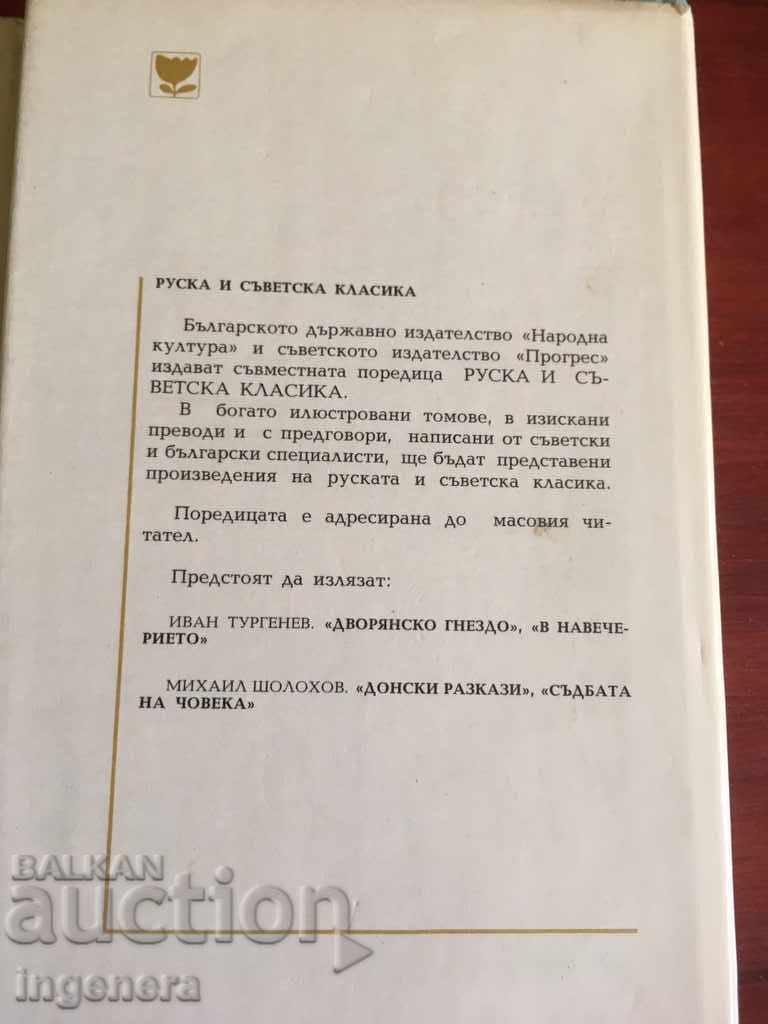 РУСКА И СЪВЕТСКА КЛАСИКА
Българското държавно издателство «Народна
култура» и съветското издателство «Прогрес»
издават съвместната поредица РУСКА И СЪ-
ВЕТСКА КЛАСИКА.
В богато илюстровани томове, в изискани
преводи и с предговори, написани от съветски
и български специалисти, ще бъдат представени
произведения на руската и съветска класика.
Поредицата е адресирана до масовия чи-
тател.
Предстоят да излязат:
ИВАН ТУРГЕНЕВ. «ДВОРЯНСКО ГНЕЗДО», «В НАВЕЧЕ-
РИЕТО»
МИХАИЛ ШОЛОХОВ. «ДОНСКИ РАЗКАЗИ», «СЪДБАТА
НА ЧОВЕКА»
BALKAN
auction
ingenera